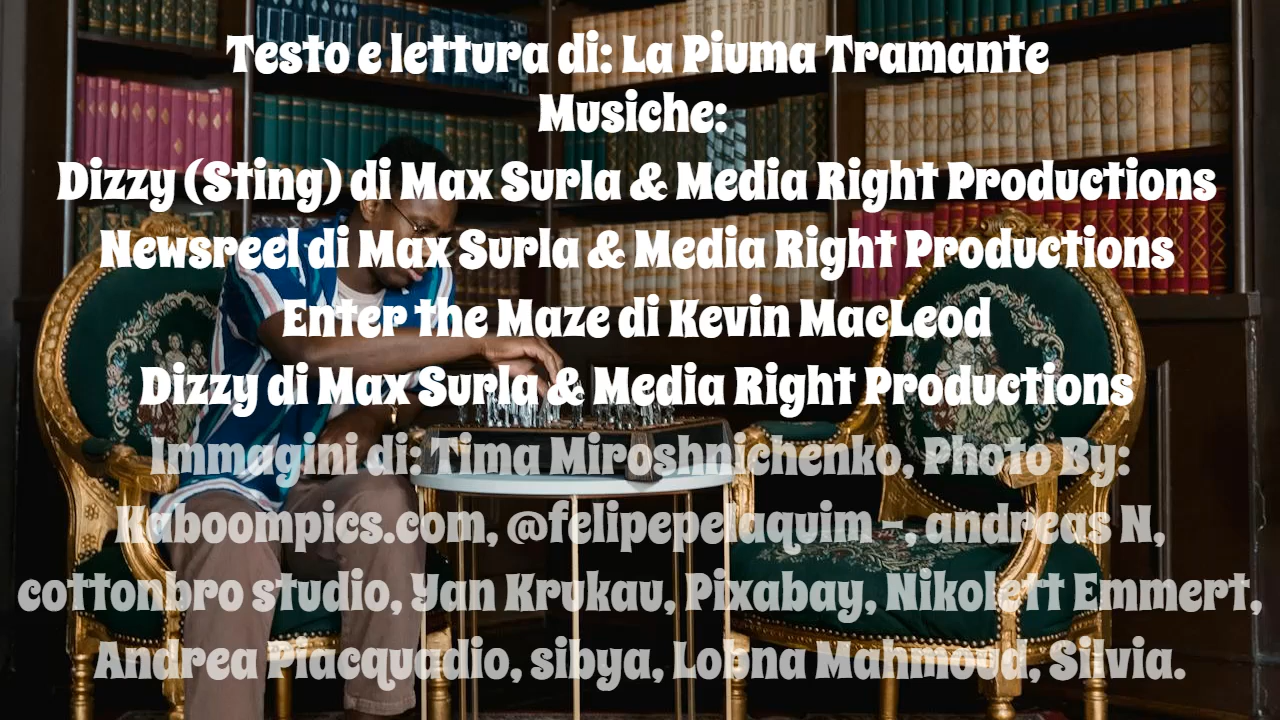 Testo e lettura di: La Piuma Tramante
Musiche:
Dizzy (Sting) di Max Surla & Media Right Productions
Newsreel di Max Surla & Media Right Productions
Enter the Maze di Kevin MacLeod
Dizzy di Max Surla & Media Right Productions
Immagini di: Tima Miroshnichenko, Photo By:
Kaboompics.com, @felipepelaquim -, andreas N,
cottonbro studio, Yan Krukau, Pixabay, Nikolett Emmert,
Andrea Piacquadio, sibya, Lobna Mahmoud, Silvia.